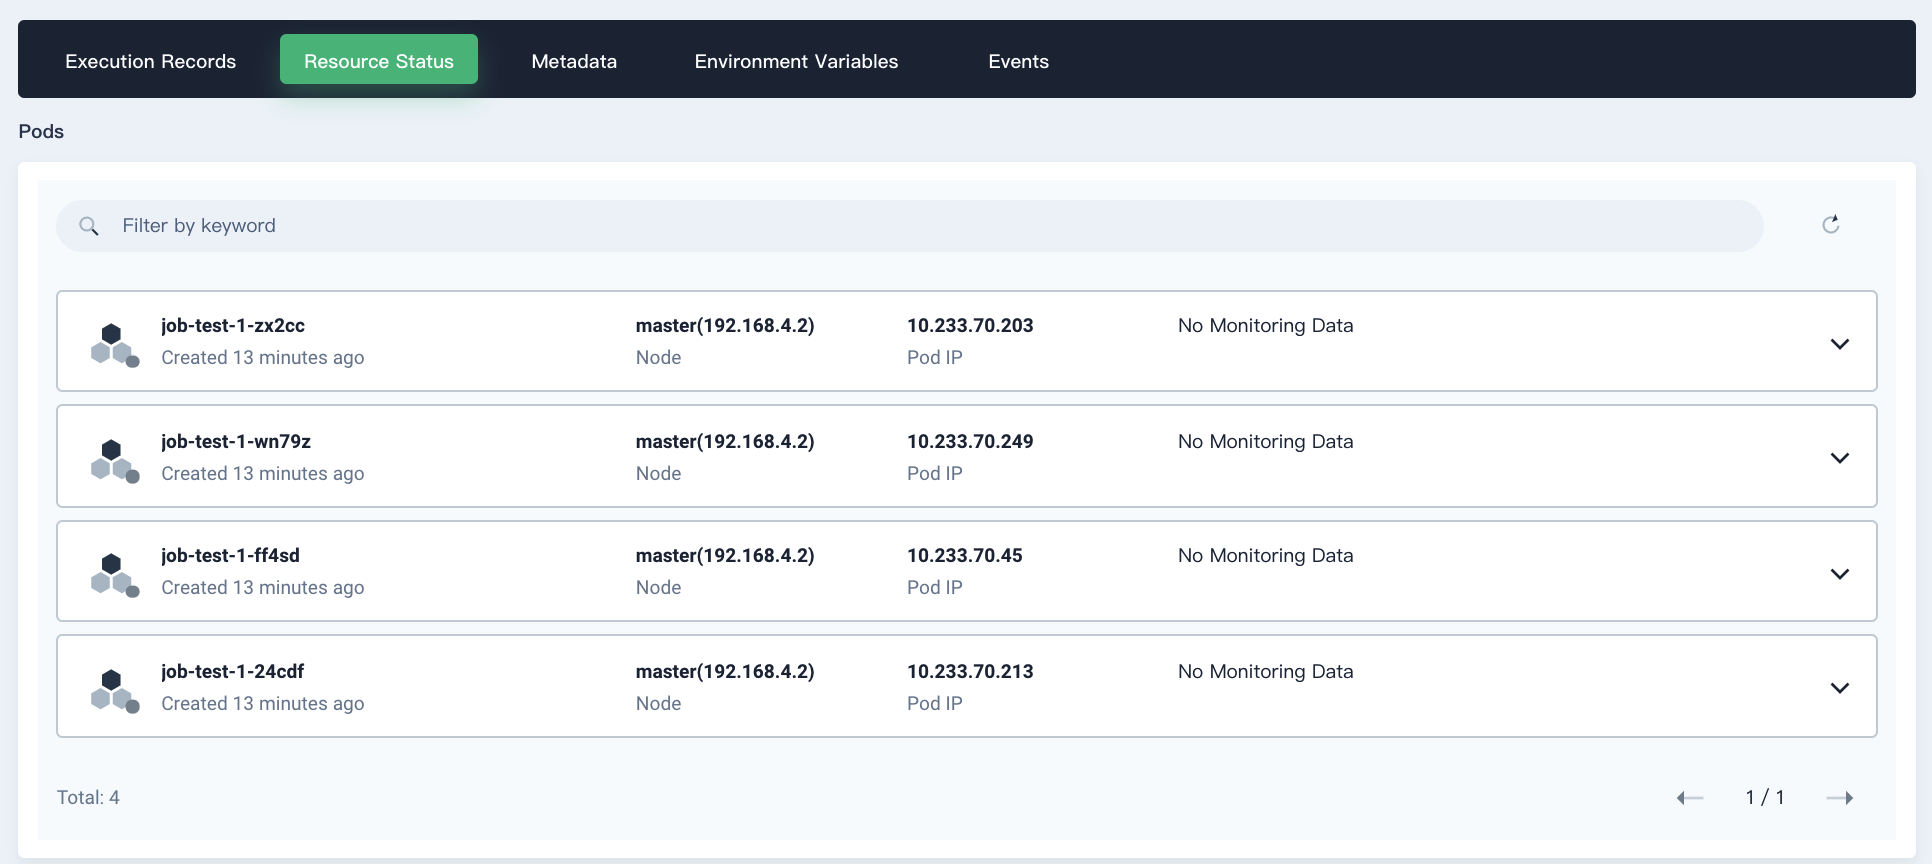 Execution Records Resource Status Metadata Environment Variables Events
Pods
Filter by keyword
job-test-1-zx2cc master(192.168.4.2) 10.233.70.203 No Monitoring Data
Created 13 minutes ago Node Pod IP
job-test-1-wn79z master(192.168.4.2) 10.233.70.249 No Monitoring Data
Created 13 minutes ago Node Pod IP
job-test-1-ff4sd master(192.168.4.2) 10.233.70.45 No Monitoring Data
Created 13 minutes ago Node Pod IP
job-test-1-24cdf master(192.168.4.2) 10.233.70.213 No Monitoring Data
Created 13 minutes ago Node Pod IP
Total: 4 1 / 1